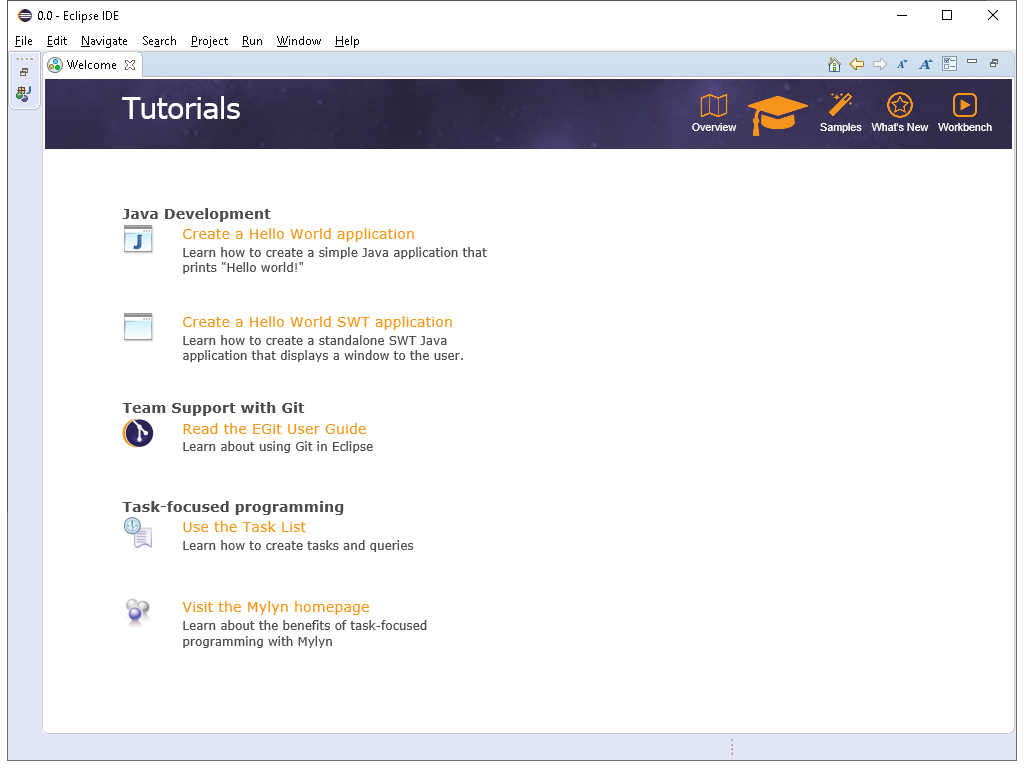 0.0 - Eclipse IDE
File Edit Navigate Search Project Run Window Help
Welcome
Tutorials
Overview Samples What's New Workbench
Java Development
Create a Hello World application
Learn how to create a simple Java application that
prints "Hello world!"
Create a Hello World SWT application
Learn how to create a standalone SWT Java
application that displays a window to the user.
Team Support with Git
Read the EGit User Guide
Learn about using Git in Eclipse
Task-focused programming
Use the Task List
Learn how to create tasks and queries
Visit the Mylyn homepage
Learn about the benefits of task-focused
programming with Mylyn